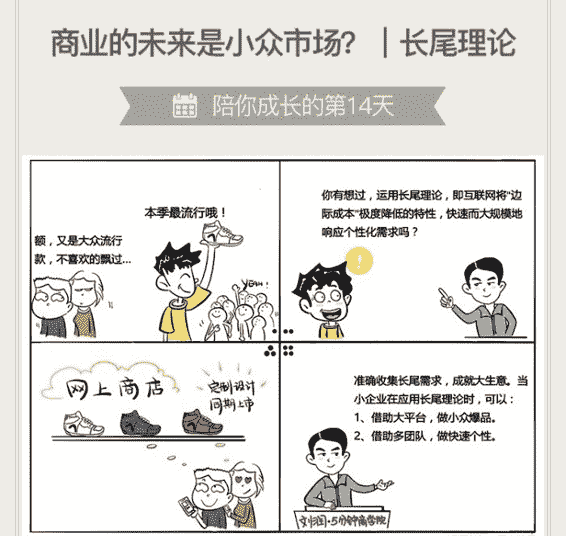 商业的未来是小众市场？｜长尾理论
陪你成长的第14天
本季最流行哦！
额，又是大众流行
款，不喜欢的飘过...
YEAH!
你有想过，运用长尾理论，即互联网将“边
际成本”极度降低的特性，快速而大规模地
响应个性化需求吗？
!
网上商店
定制设计
同期上市
准确收集长尾需求，成就大生意。当
小企业在应用长尾理论时，可以：
1、借助大平台，做小众爆品。
2、借助多团队，做快速个性。
刘润·5分钟商学院